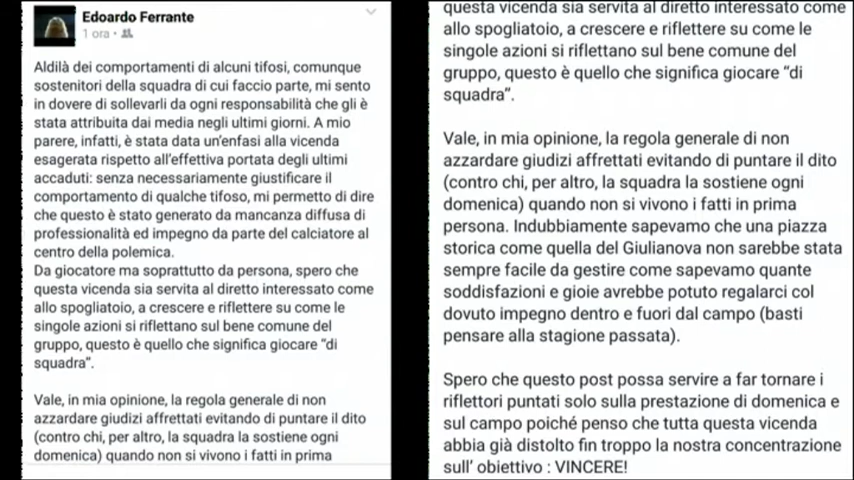 Edoardo Ferrante
1 ora ·
Aldilà dei comportamenti di alcuni tifosi, comunque
sostenitori della squadra di cui faccio parte, mi sento
in dovere di sollevarli da ogni responsabilità che gli è
stata attribuita dai media negli ultimi giorni. A mio
parere, infatti, è stata data un'enfasi alla vicenda
esagerata rispetto all'effettiva portata degli ultimi
accaduti: senza necessariamente giustificare il
comportamento di qualche tifoso, mi permetto di dire
che questo è stato generato da mancanza diffusa di
professionalità ed impegno da parte del calciatore al
centro della polemica.
Da giocatore ma soprattutto da persona, spero che
questa vicenda sia servita al diretto interessato come
allo spogliatoio, a crescere e riflettere su come le
singole azioni si riflettano sul bene comune del
gruppo, questo è quello che significa giocare “di
squadra”.
Vale, in mia opinione, la regola generale di non
azzardare giudizi affrettati evitando di puntare il dito
(contro chi, per altro, la squadra la sostiene ogni
domenica) quando non si vivono i fatti in prima
questa vicenda sia servita al diretto interessato come
allo spogliatoio, a crescere e riflettere su come le
singole azioni si riflettano sul bene comune del
gruppo, questo è quello che significa giocare “di
squadra”.
Vale, in mia opinione, la regola generale di non
azzardare giudizi affrettati evitando di puntare il dito
(contro chi, per altro, la squadra la sostiene ogni
domenica) quando non si vivono i fatti in prima
persona. Indubbiamente sapevamo che una piazza
storica come quella del Giulianova non sarebbe stata
sempre facile da gestire come sapevamo quante
soddisfazioni e gioie avrebbe potuto regalarci col
dovuto impegno dentro e fuori dal campo (basti
pensare alla stagione passata).
Spero che questo post possa servire a far tornare i
riflettori puntati solo sulla prestazione di domenica e
sul campo poiché penso che tutta questa vicenda
abbia già distolto fin troppo la nostra concentrazione
sull' obiettivo : VINCERE!